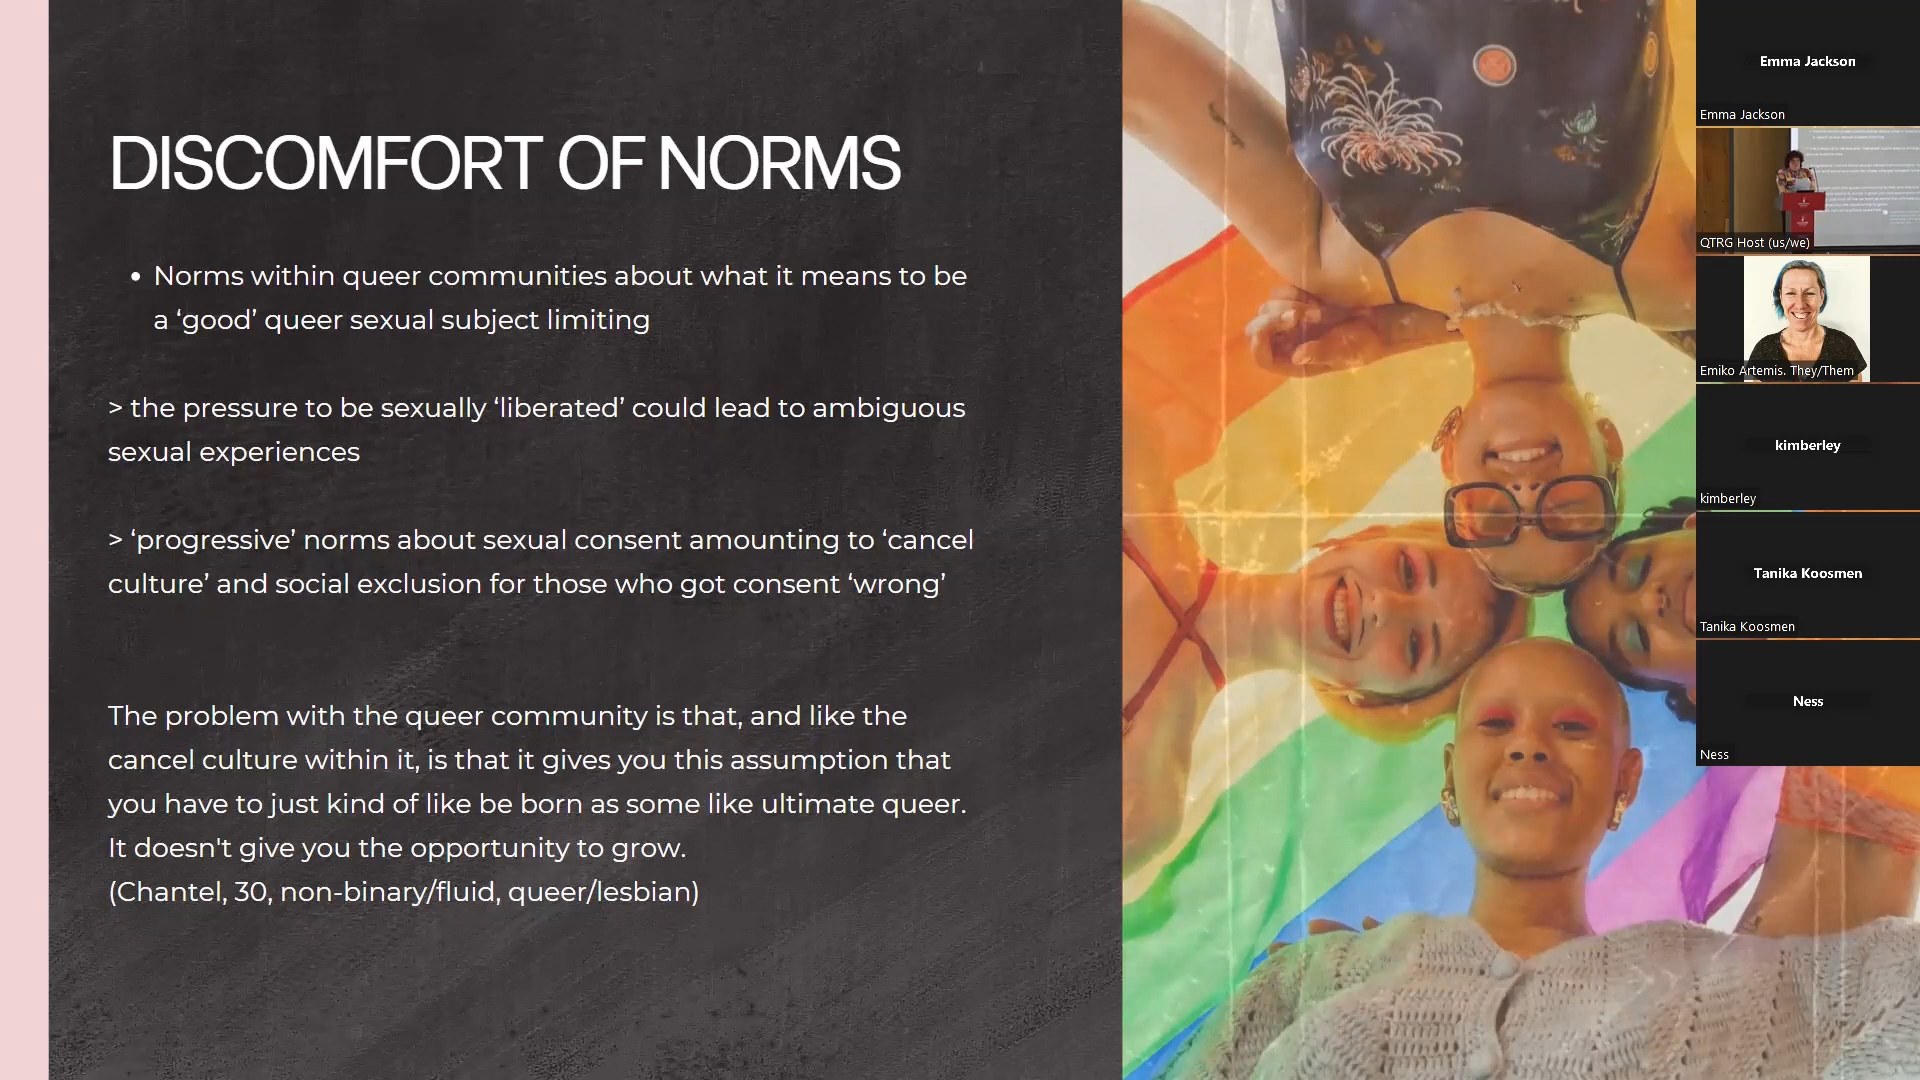 DISCOMFORT OF NORMS
• Norms within queer communities about what it means to be
a ‘good’ queer sexual subject limiting
> the pressure to be sexually ‘liberated’ could lead to ambiguous
sexual experiences
> ‘progressive’ norms about sexual consent amounting to ‘cancel
culture’ and social exclusion for those who got consent ‘wrong’
The problem with the queer community is that, and like the
cancel culture within it, is that it gives you this assumption that
you have to just kind of like be born as some like ultimate queer.
It doesn't give you the opportunity to grow.
(Chantel, 30, non-binary/fluid, queer/lesbian)
Emma Jackson
Emma Jackson
QTRG Host (us/we)
Emiko Artemis. They/Them
kimberley
kimberley
Tanika Koosmen
Tanika Koosmen
Ness
Ness